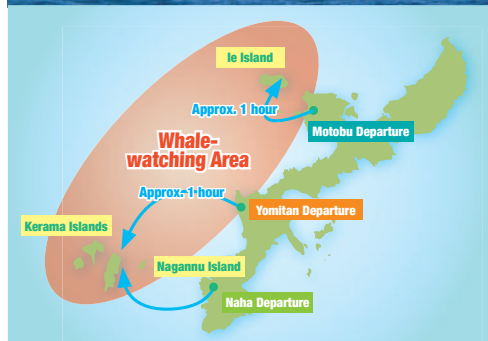 Ie Island
Approx. 1 hour
Motobu Departure
Whale-
watching Area
Approx. 1 hour
Yomitan Departure
Kerama Islands
Nagannu Island
Naha Departure